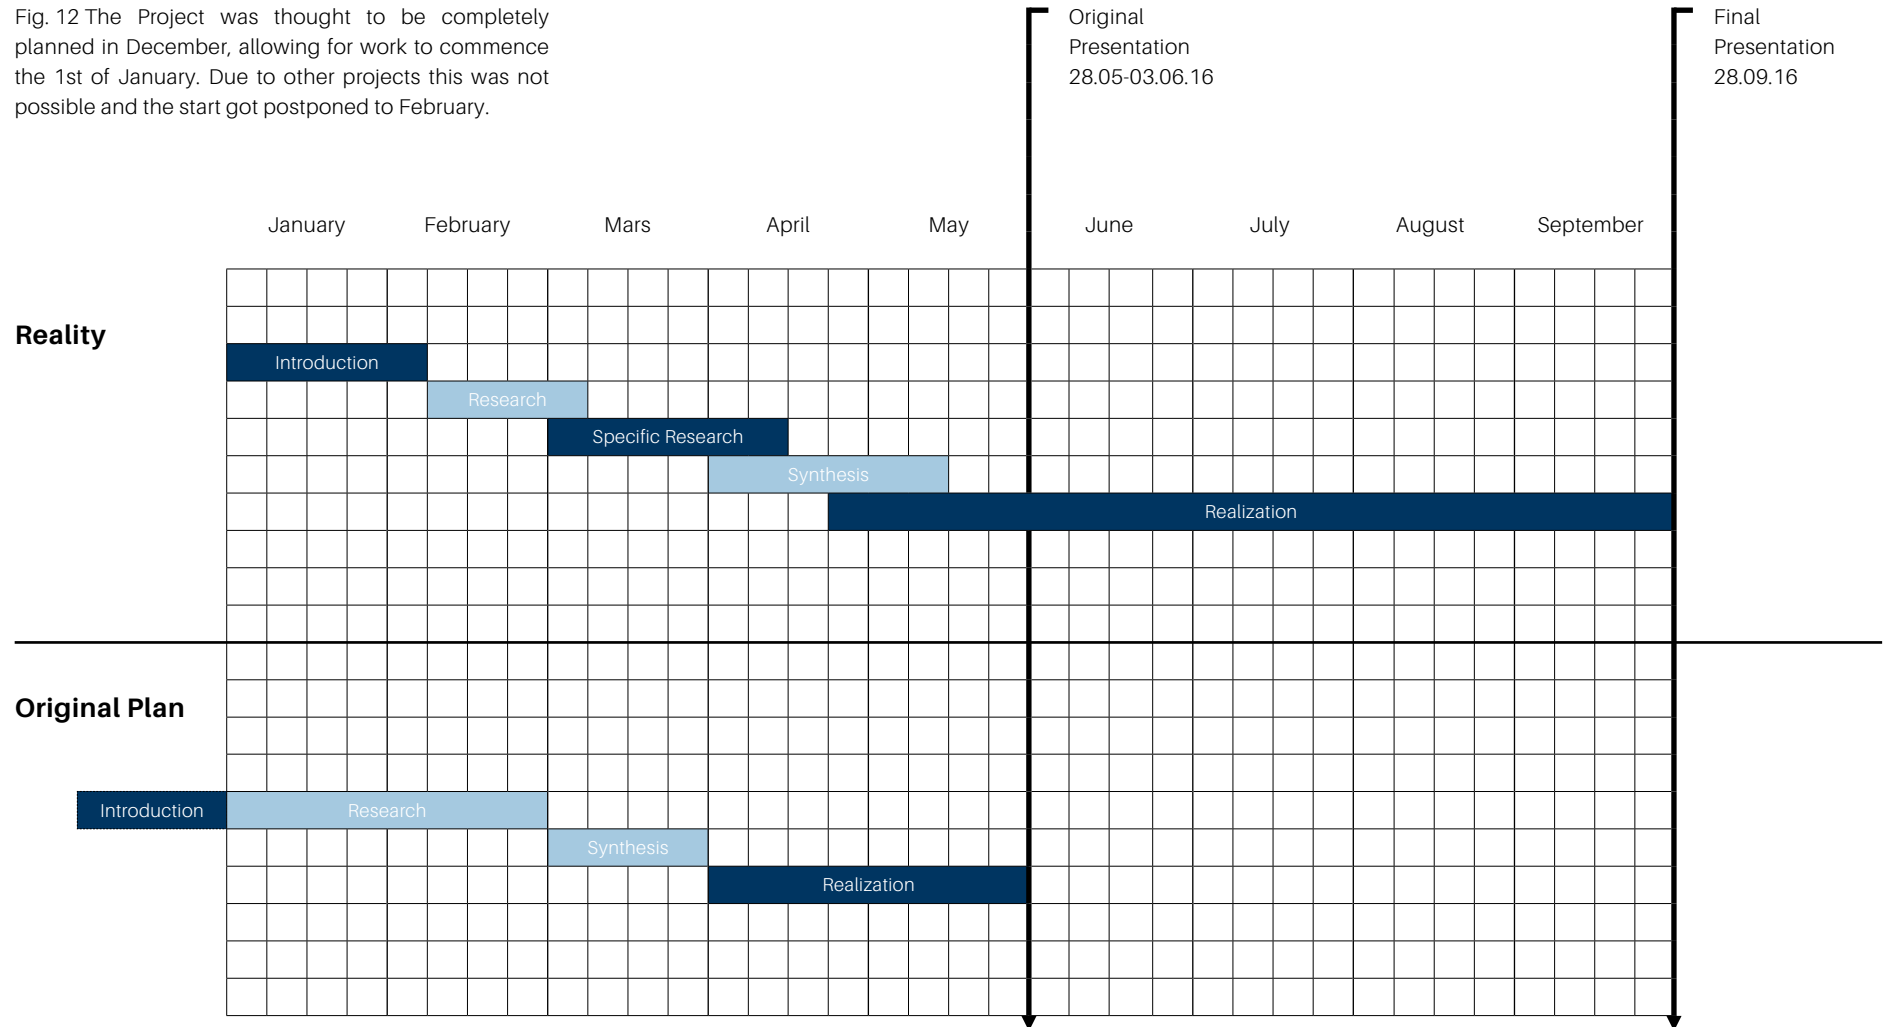 Fig. 12 The Project was thought to be completely
planned in December, allowing for work to commence
the 1st of January. Due to other projects this was not
possible and the start got postponed to February.
Original
Presentation
28.05-03.06.16
Final
Presentation
28.09.16
January February Mars April May June July August September
Reality
Introduction
Research
Specific Research
Synthesis
Realization
Original Plan
Introduction Research
Synthesis
Realization